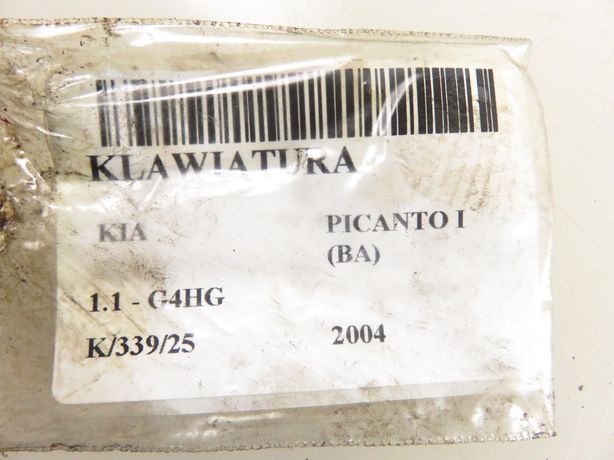 KLAWIATURA
KIA PICANTO I
(BA)
1.1 - G4HG
K/339/25 2004